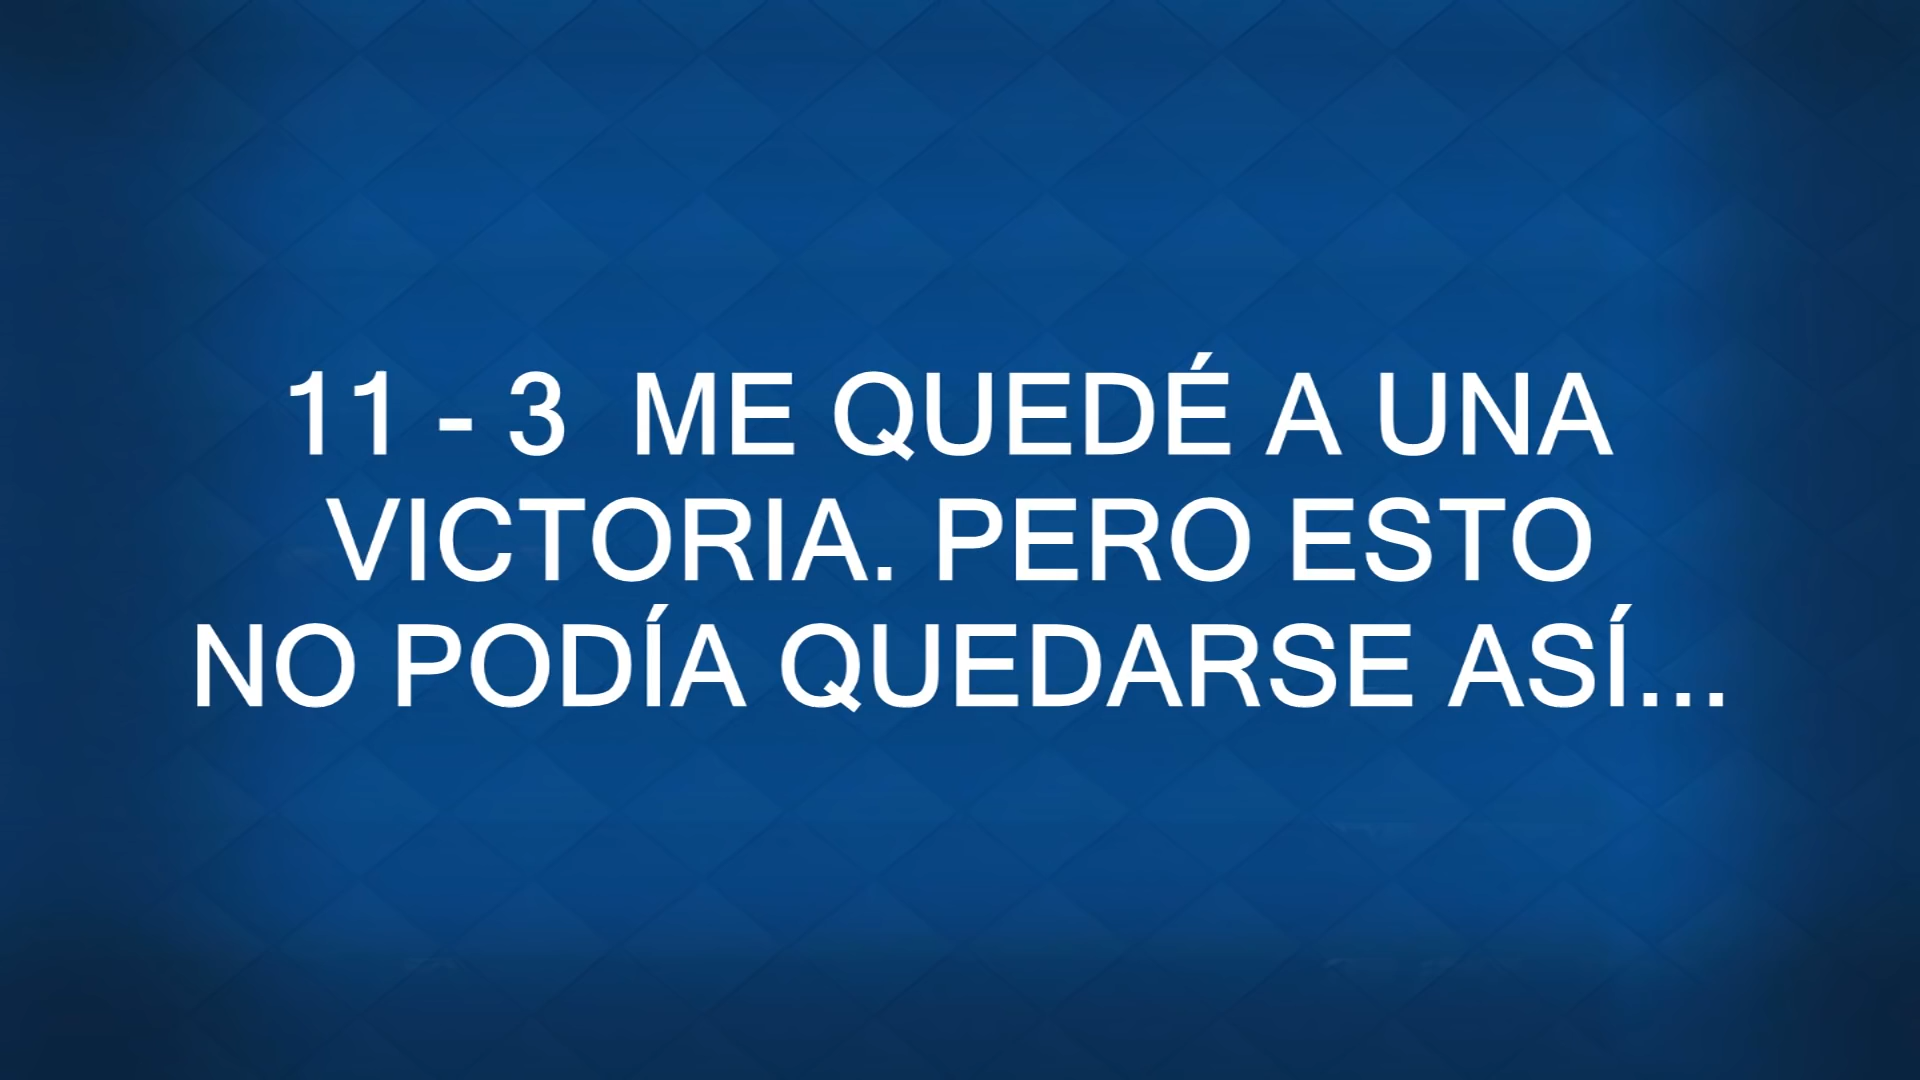 11 - 3  ME QUEDÉ A UNA
VICTORIA. PERO ESTO
NO PODÍA QUEDARSE ASÍ...